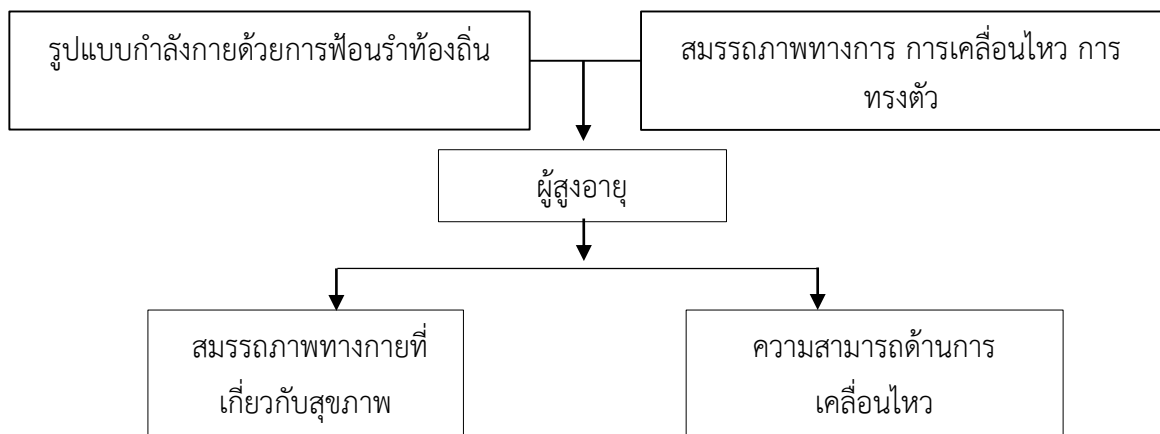 รูปแบบกำลังกายด้วยการฟ้อนรำท้องถิ่น
สมรรถภาพทางการ การเคลื่อนไหว การ
ทรงตัว
ผู้สูงอายุ
สมรรถภาพทางกายที่
เกี่ยวกับสุขภาพ
ความสามารถด้านการ
เคลื่อนไหว